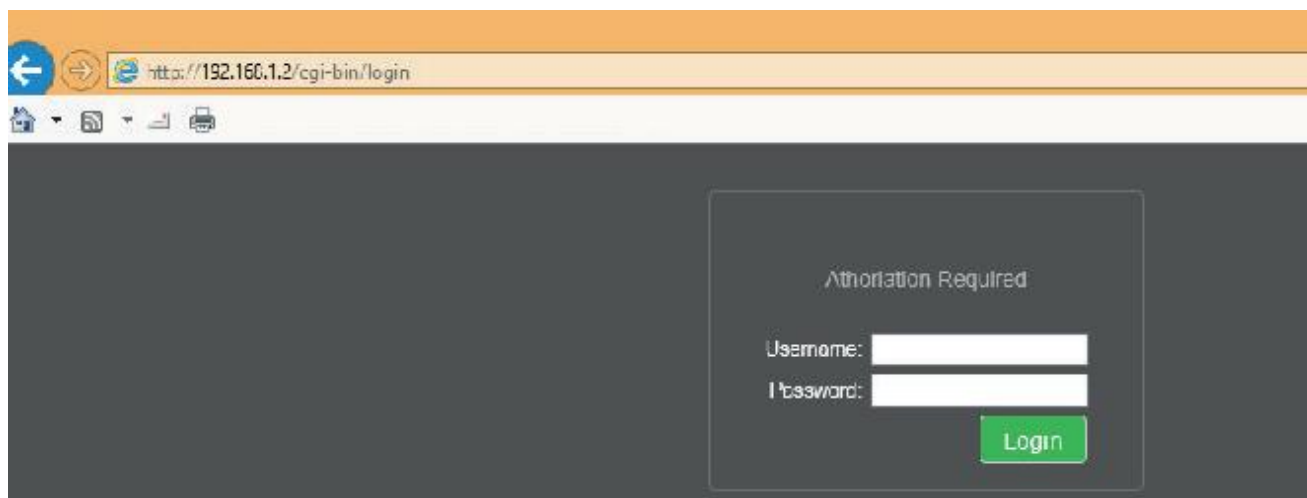 http://192.168.1.2/cgi-bin/login
Athoriation Required
Username:
Password:
Login